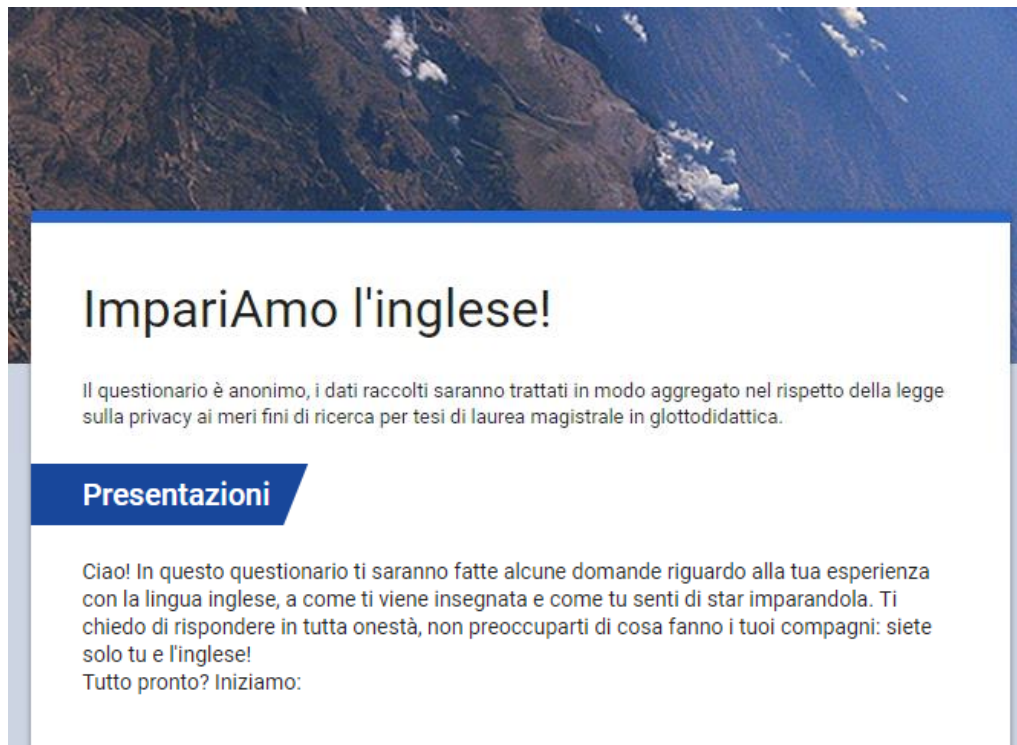 ImpariAmo l'inglese!
Il questionario è anonimo, i dati raccolti saranno trattati in modo aggregato nel rispetto della legge
sulla privacy ai meri fini di ricerca per tesi di laurea magistrale in glottodidattica.
Presentazioni
Ciao! In questo questionario ti saranno fatte alcune domande riguardo alla tua esperienza
con la lingua inglese, a come ti viene insegnata e come tu senti di star imparandola. Ti
chiedo di rispondere in tutta onestà, non preoccuparti di cosa fanno i tuoi compagni: siete
solo tu e l'inglese!
Tutto pronto? Iniziamo: